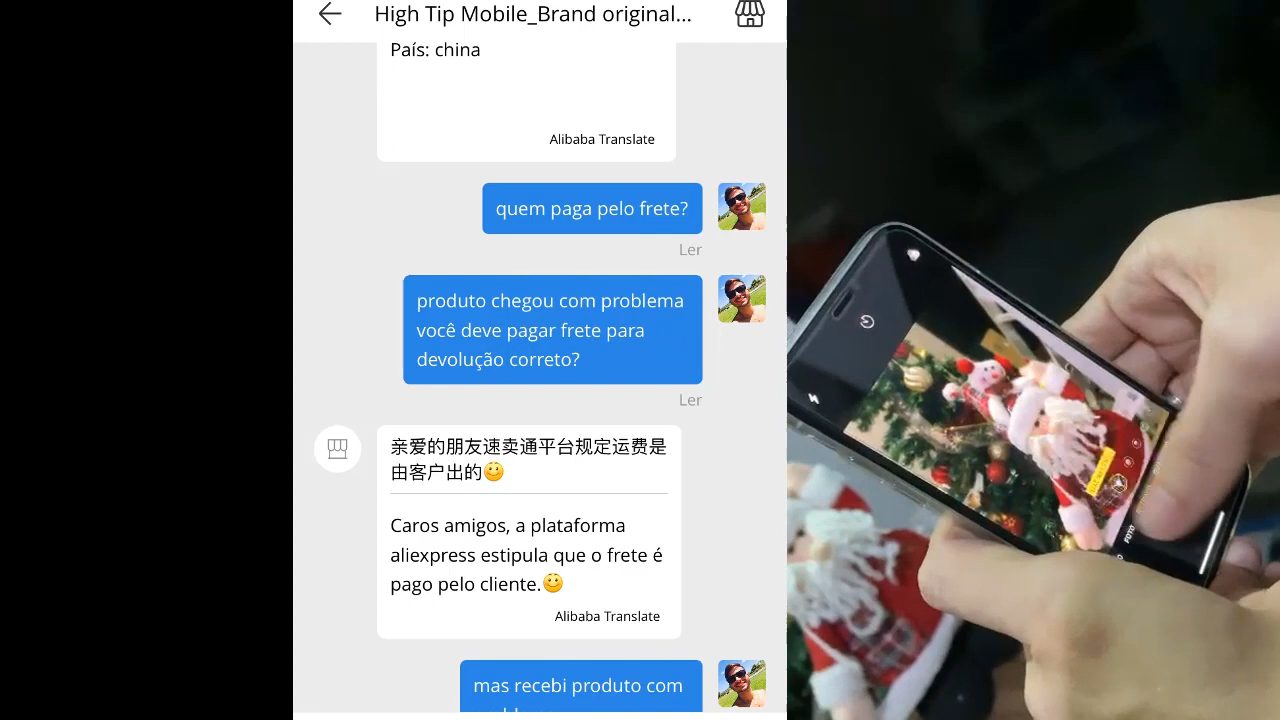 High Tip Mobile_Brand original...
País: china
Alibaba Translate
quem paga pelo frete?
Ler
produto chegou com problema
você deve pagar frete para
devolução correto?
Ler
亲爱的朋友速卖通平台规定运费是
由客户出的
Caros amigos, a plataforma
aliexpress estipula que o frete é
pago pelo cliente.
Alibaba Translate
mas recebi produto com
FOTO